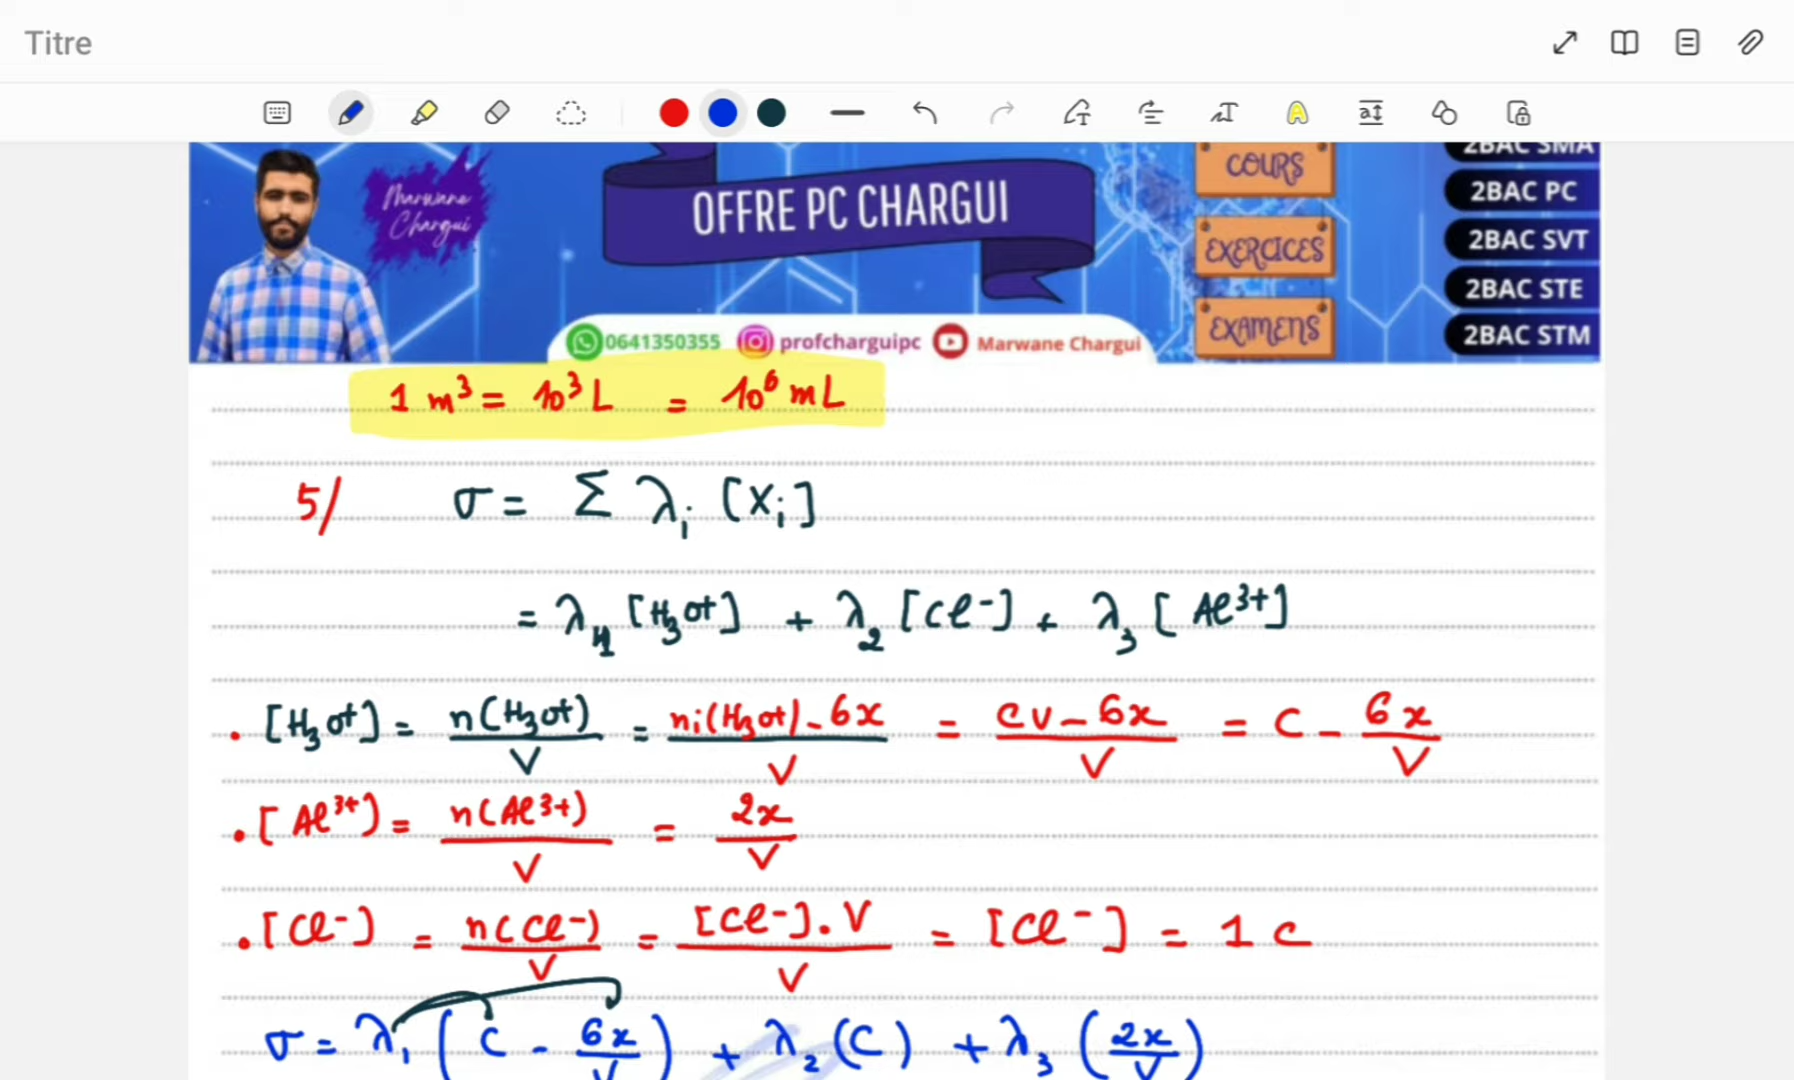 Titre
Marwane
Chargui
OFFRE PC CHARGUI
COURS
EXERCICES
EXAMENS
2BAC SMA
2BAC PC
2BAC SVT
2BAC STE
2BAC STM
0641350355 profcharguipc Marwane Chargui
1 m³ = 10³ L = 10⁶ mL
5/ σ = Σ λᵢ [Xᵢ]
= λ₁ [H₃O⁺] + λ₂ [Cl⁻] + λ₃ [Al³⁺]
• [H₃O⁺] = n(H₃O⁺)/V = (nᵢ(H₃O⁺) - 6x)/V = (CV - 6x)/V = C - 6x/V
• [Al³⁺] = n(Al³⁺)/V = 2x/V
• [Cl⁻] = n(Cl⁻)/V = [Cl⁻].V/V = [Cl⁻] = 1 C
σ = λ₁ (C - 6x/V) + λ₂ (C) + λ₃ (2x/V)